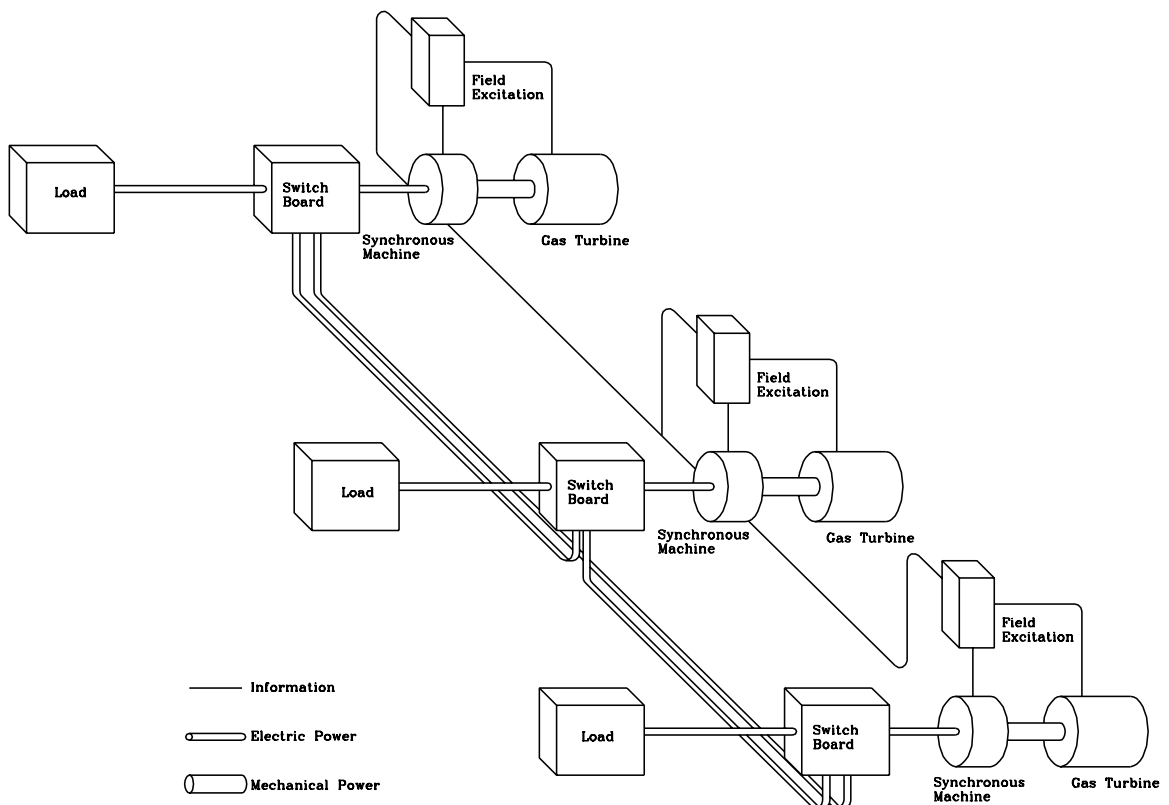 Field
Excitation
Load
Switch
Board
Synchronous
Machine
Gas Turbine
Field
Excitation
Load
Switch
Board
Synchronous
Machine
Gas Turbine
Field
Excitation
Information
Electric Power
Mechanical Power
Load
Switch
Board
Synchronous
Machine
Gas Turbine